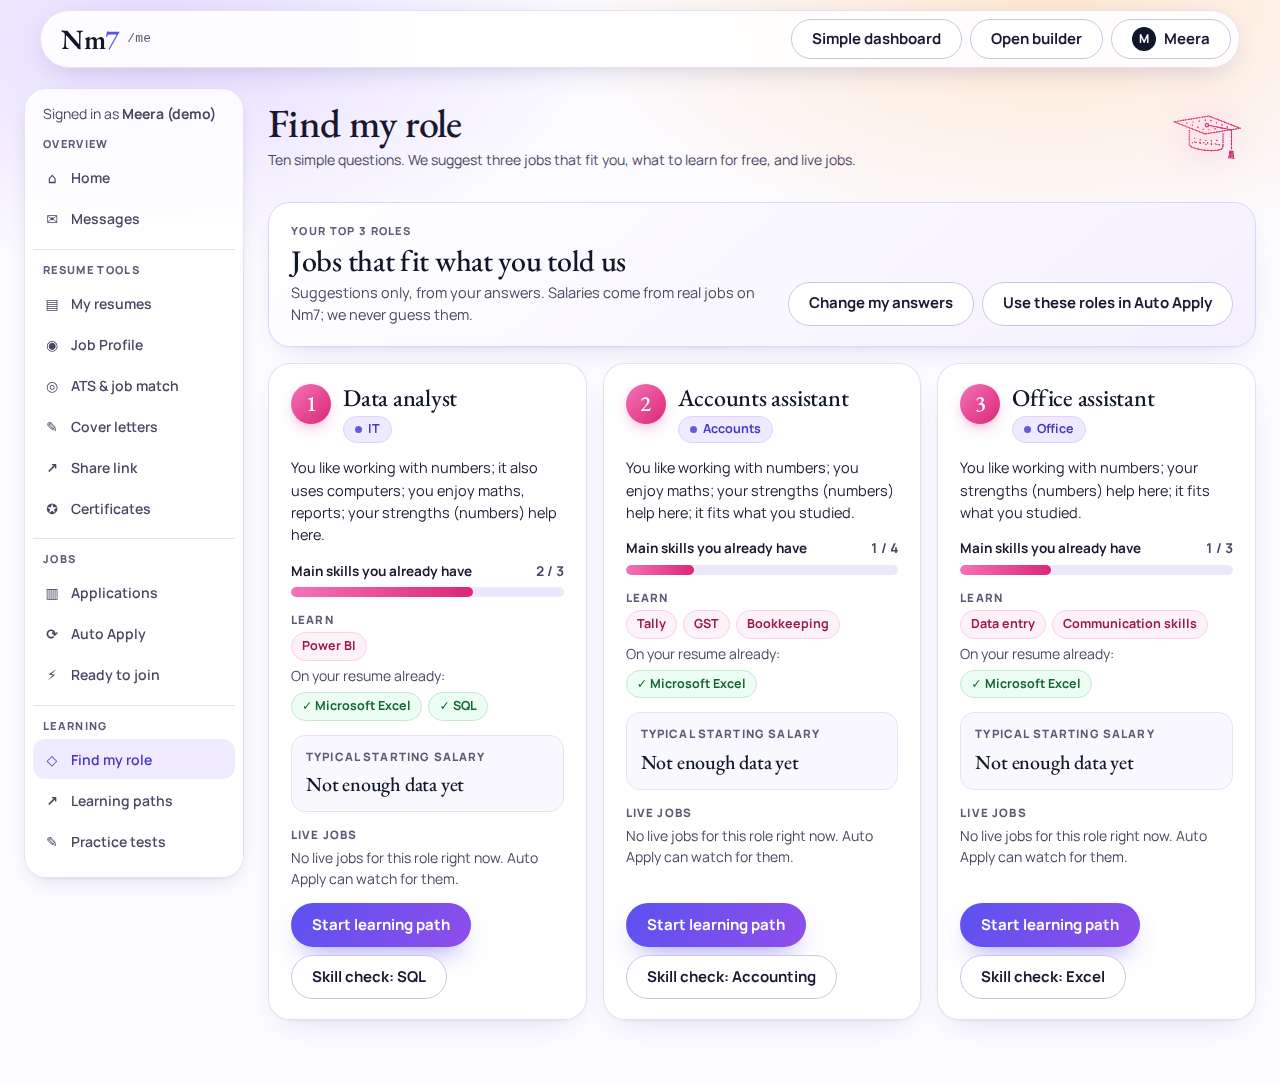 Nm7 /me
Simple dashboard
Open builder
M Meera
Signed in as Meera (demo)
OVERVIEW
Home
Messages
RESUME TOOLS
My resumes
Job Profile
ATS & job match
Cover letters
Share link
Certificates
JOBS
Applications
Auto Apply
Ready to join
LEARNING
Find my role
Learning paths
Practice tests
Find my role
Ten simple questions. We suggest three jobs that fit you, what to learn for free, and live jobs.
YOUR TOP 3 ROLES
Jobs that fit what you told us
Suggestions only, from your answers. Salaries come from real jobs on
Nm7; we never guess them.
Change my answers
Use these roles in Auto Apply
1 Data analyst
IT
You like working with numbers; it also
uses computers; you enjoy maths,
reports; your strengths (numbers) help
here.
Main skills you already have 2 / 3
LEARN
Power BI
On your resume already:
✓ Microsoft Excel ✓ SQL
TYPICAL STARTING SALARY
Not enough data yet
LIVE JOBS
No live jobs for this role right now. Auto
Apply can watch for them.
Start learning path
Skill check: SQL
2 Accounts assistant
Accounts
You like working with numbers; you
enjoy maths; your strengths (numbers)
help here; it fits what you studied.
Main skills you already have 1 / 4
LEARN
Tally GST Bookkeeping
On your resume already:
✓ Microsoft Excel
TYPICAL STARTING SALARY
Not enough data yet
LIVE JOBS
No live jobs for this role right now. Auto
Apply can watch for them.
Start learning path
Skill check: Accounting
3 Office assistant
Office
You like working with numbers; your
strengths (numbers) help here; it fits
what you studied.
Main skills you already have 1 / 3
LEARN
Data entry Communication skills
On your resume already:
✓ Microsoft Excel
TYPICAL STARTING SALARY
Not enough data yet
LIVE JOBS
No live jobs for this role right now. Auto
Apply can watch for them.
Start learning path
Skill check: Excel